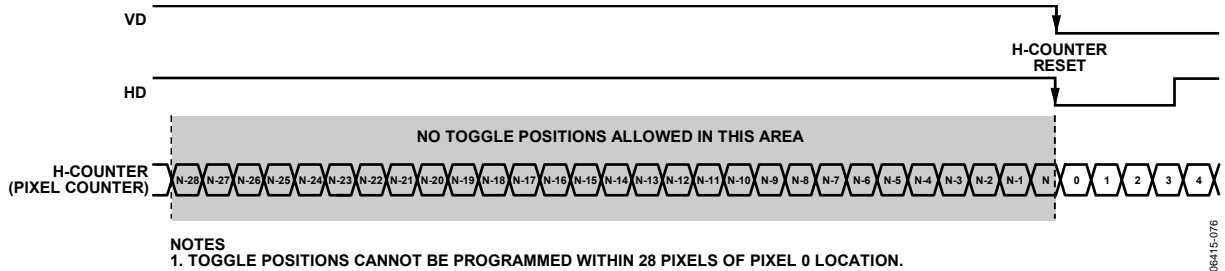 VD
H-COUNTER
RESET
HD
NO TOGGLE POSITIONS ALLOWED IN THIS AREA
H-COUNTER
(PIXEL COUNTER)
N-28 N-27 N-26 N-25 N-24 N-23 N-22 N-21 N-20 N-19 N-18 N-17 N-16 N-15 N-14 N-13 N-12 N-11 N-10 N-9 N-8 N-7 N-6 N-5 N-4 N-3 N-2 N-1 N 0 1 2 3 4
NOTES
1. TOGGLE POSITIONS CANNOT BE PROGRAMMED WITHIN 28 PIXELS OF PIXEL 0 LOCATION.
06415-076